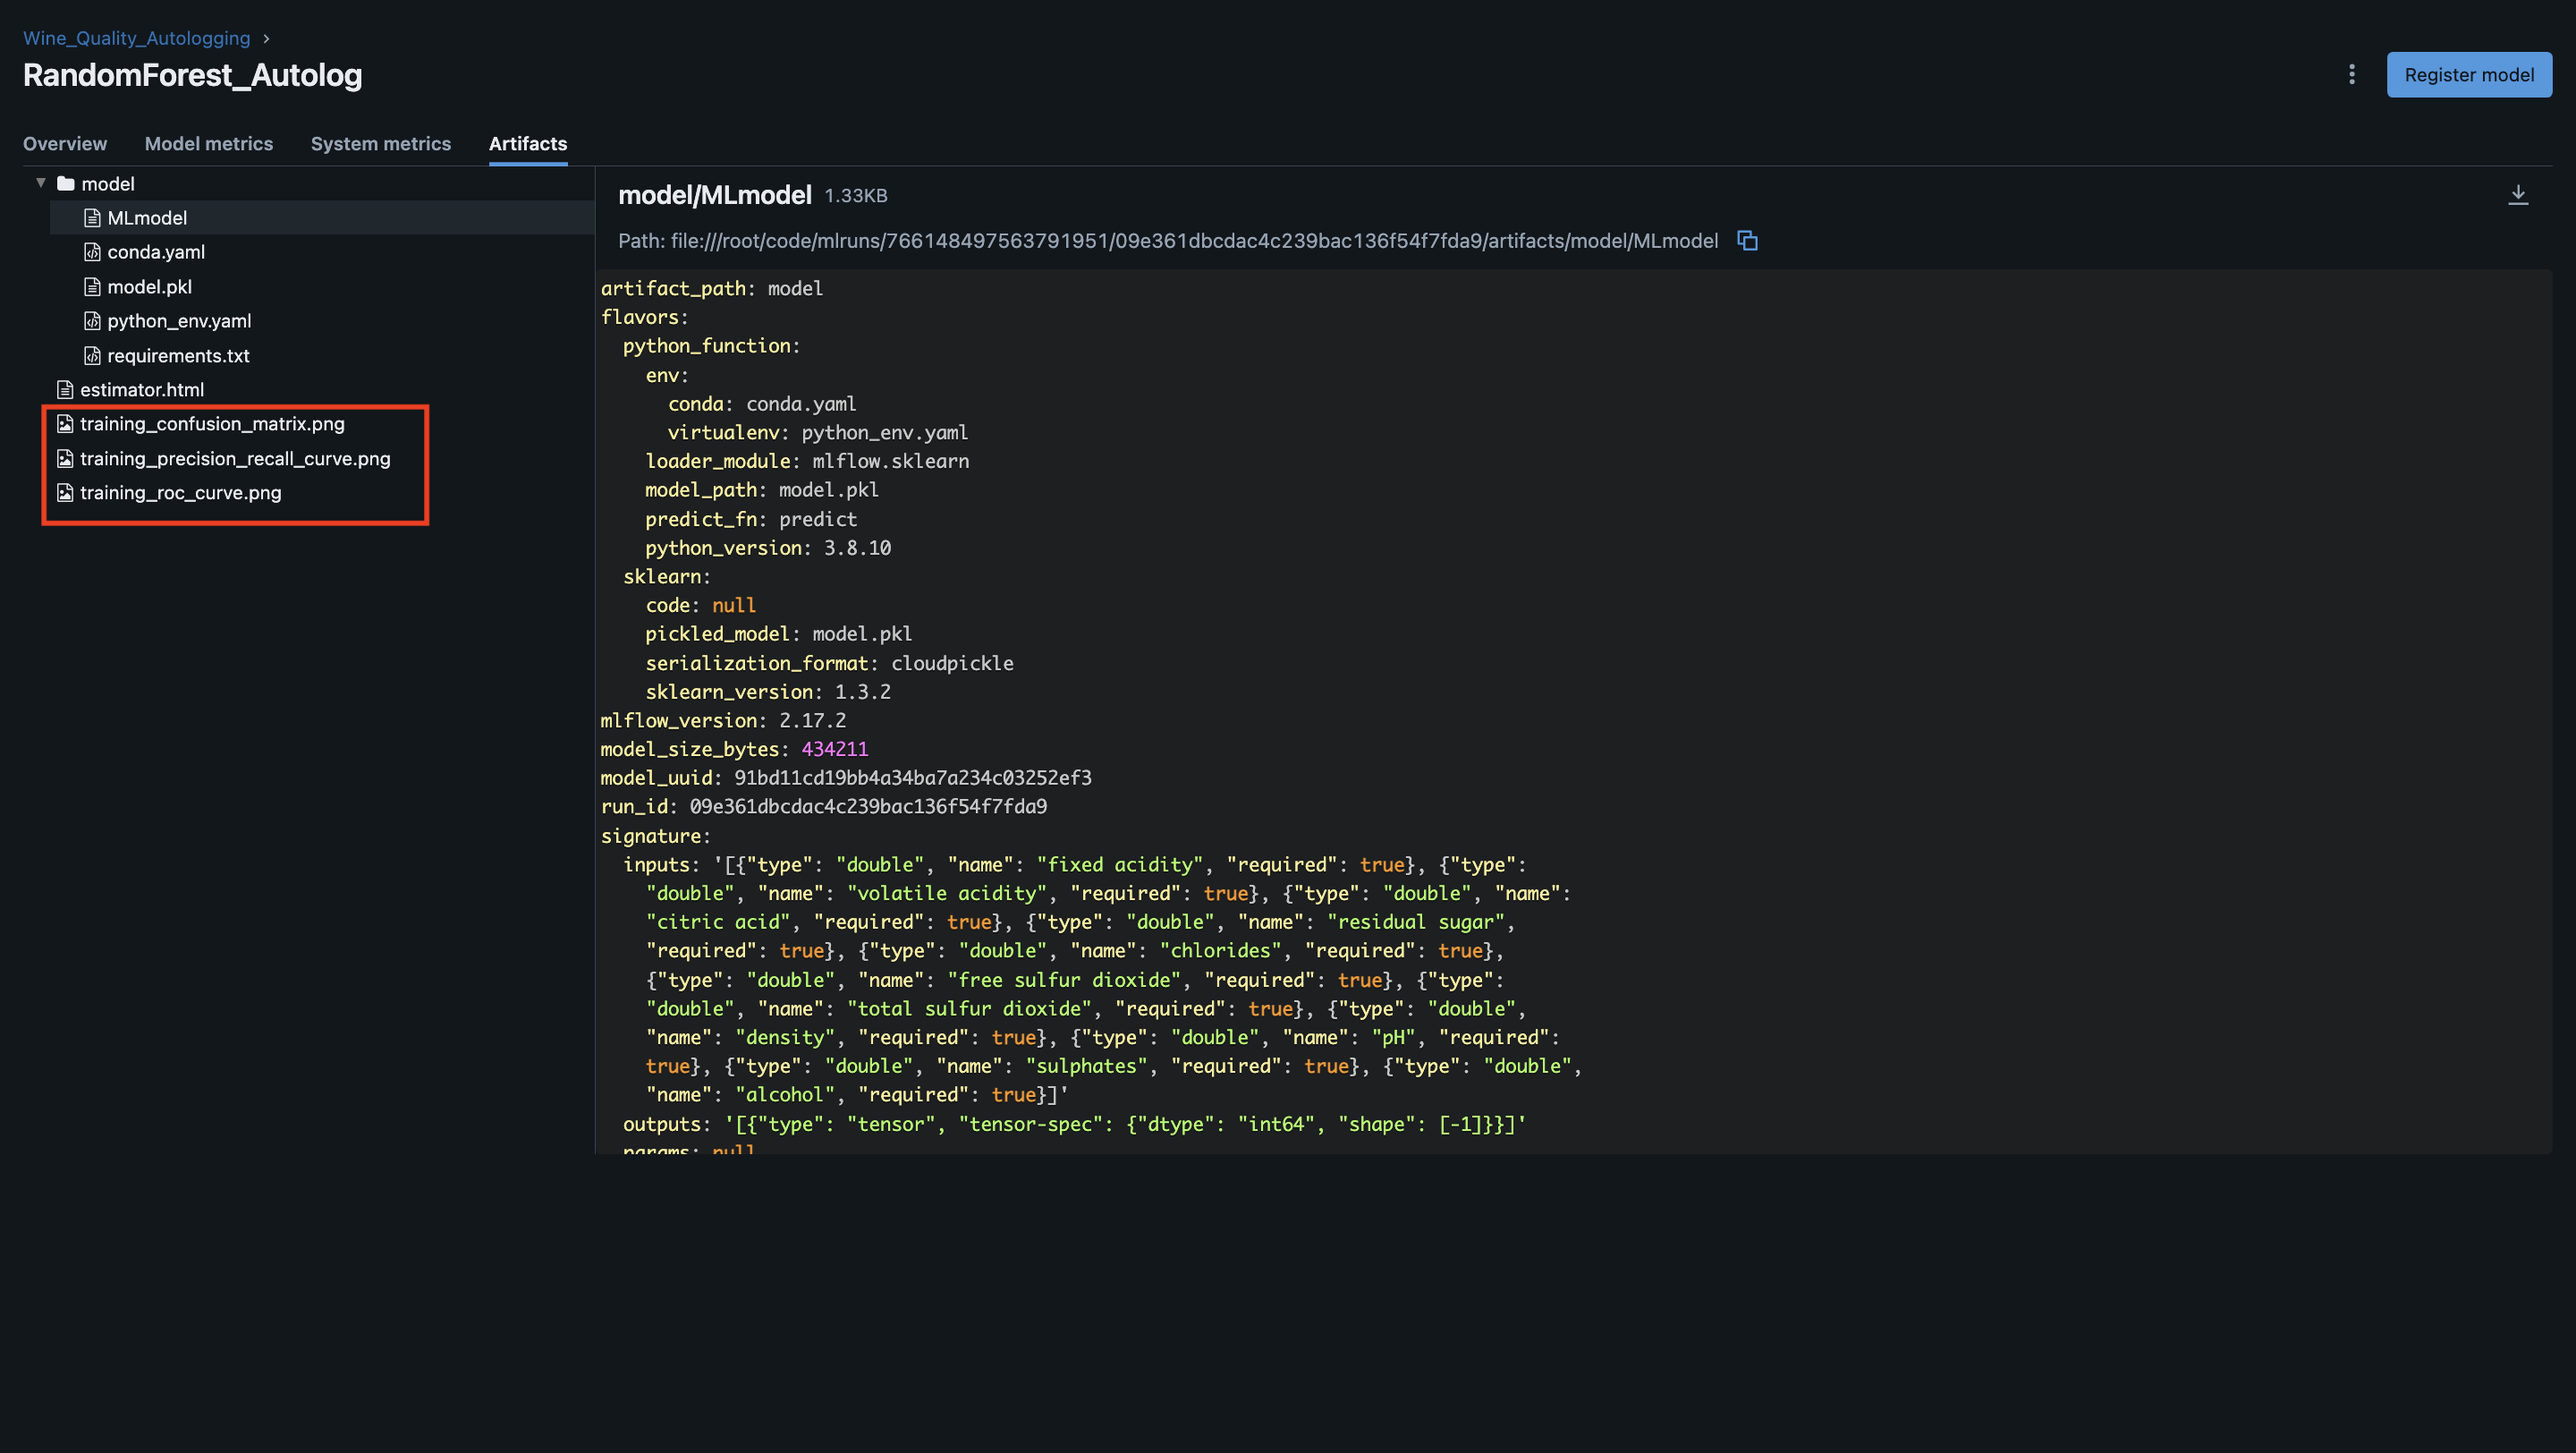 Wine_Quality_Autologging >
RandomForest_Autolog
Register model
Overview Model metrics System metrics Artifacts
model
MLmodel
conda.yaml
model.pkl
python_env.yaml
requirements.txt
estimator.html
training_confusion_matrix.png
training_precision_recall_curve.png
training_roc_curve.png
model/MLmodel 1.33KB
Path: file:///root/code/mlruns/766148497563791951/09e361dbcdac4c239bac136f54f7fda9/artifacts/model/MLmodel
artifact_path: model
flavors:
  python_function:
    env:
      conda: conda.yaml
      virtualenv: python_env.yaml
    loader_module: mlflow.sklearn
    model_path: model.pkl
    predict_fn: predict
    python_version: 3.8.10
  sklearn:
    code: null
    pickled_model: model.pkl
    serialization_format: cloudpickle
    sklearn_version: 1.3.2
mlflow_version: 2.17.2
model_size_bytes: 434211
model_uuid: 91bd11cd19bb4a34ba7a234c03252ef3
run_id: 09e361dbcdac4c239bac136f54f7fda9
signature:
  inputs: '[{"type": "double", "name": "fixed acidity", "required": true}, {"type":
    "double", "name": "volatile acidity", "required": true}, {"type": "double", "name":
    "citric acid", "required": true}, {"type": "double", "name": "residual sugar",
    "required": true}, {"type": "double", "name": "chlorides", "required": true},
    {"type": "double", "name": "free sulfur dioxide", "required": true}, {"type":
    "double", "name": "total sulfur dioxide", "required": true}, {"type": "double",
    "name": "density", "required": true}, {"type": "double", "name": "pH", "required":
    true}, {"type": "double", "name": "sulphates", "required": true}, {"type": "double",
    "name": "alcohol", "required": true}]'
  outputs: '[{"type": "tensor", "tensor-spec": {"dtype": "int64", "shape": [-1]}}]'
  params: null